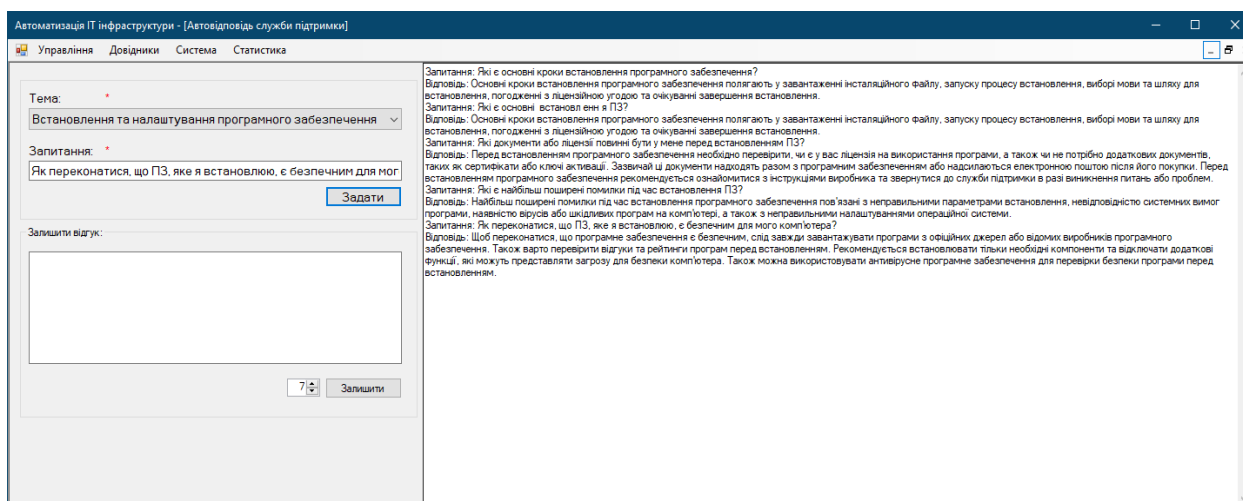 Автоматизація ІТ інфраструктури - [Автовідповідь служби підтримки]
Управління Довідники Система Статистика
Тема: *
Встановлення та налаштування програмного забезпечення
Запитання: *
Як переконатися, що ПЗ, яке я встановлюю, є безпечним для мог
Задати
Залишити відгук:
7
Залишити
Запитання: Які є основні кроки встановлення програмного забезпечення?
Відповідь: Основні кроки встановлення програмного забезпечення полягають у завантаженні інсталяційного файлу, запуску процесу встановлення, виборі мови та шляху для
встановлення, погодженні з ліцензійною угодою та очікуванні завершення встановлення.
Запитання: Які є основні встановл енн я ПЗ?
Відповідь: Основні кроки встановлення програмного забезпечення полягають у завантаженні інсталяційного файлу, запуску процесу встановлення, виборі мови та шляху для
встановлення, погодженні з ліцензійною угодою та очікуванні завершення встановлення.
Запитання: Які документи або ліцензії повинні бути у мене перед встановленням ПЗ?
Відповідь: Перед встановленням програмного забезпечення необхідно перевірити, чи є у вас ліцензія на використання програми, а також чи не потрібно додаткових документів,
таких як сертифікати або ключі активації. Зазвичай ці документи надходять разом з програмним забезпеченням або надсилаються електронною поштою після його покупки. Перед
встановленням програмного забезпечення рекомендується ознайомитися з інструкціями виробника та звернутися до служби підтримки в разі виникнення питань або проблем.
Запитання: Які є найбільш поширені помилки під час встановлення ПЗ?
Відповідь: Найбільш поширені помилки під час встановлення програмного забезпечення пов'язані з неправильними параметрами встановлення, невідповідністю системних вимог
програми, наявністю вірусів або шкідливих програм на комп'ютері, а також з неправильними налаштуваннями операційної системи.
Запитання: Як переконатися, що ПЗ, яке я встановлюю, є безпечним для мого комп'ютера?
Відповідь: Щоб переконатися, що програмне забезпечення є безпечним, слід завжди завантажувати програми з офіційних джерел або відомих виробників програмного
забезпечення. Також варто перевірити відгуки та рейтинги програм перед встановленням. Рекомендується встановлювати тільки необхідні компоненти та відключати додаткові
функції, які можуть представляти загрозу для безпеки комп'ютера. Також можна використовувати антивірусне програмне забезпечення для перевірки безпеки програми перед
встановленням.